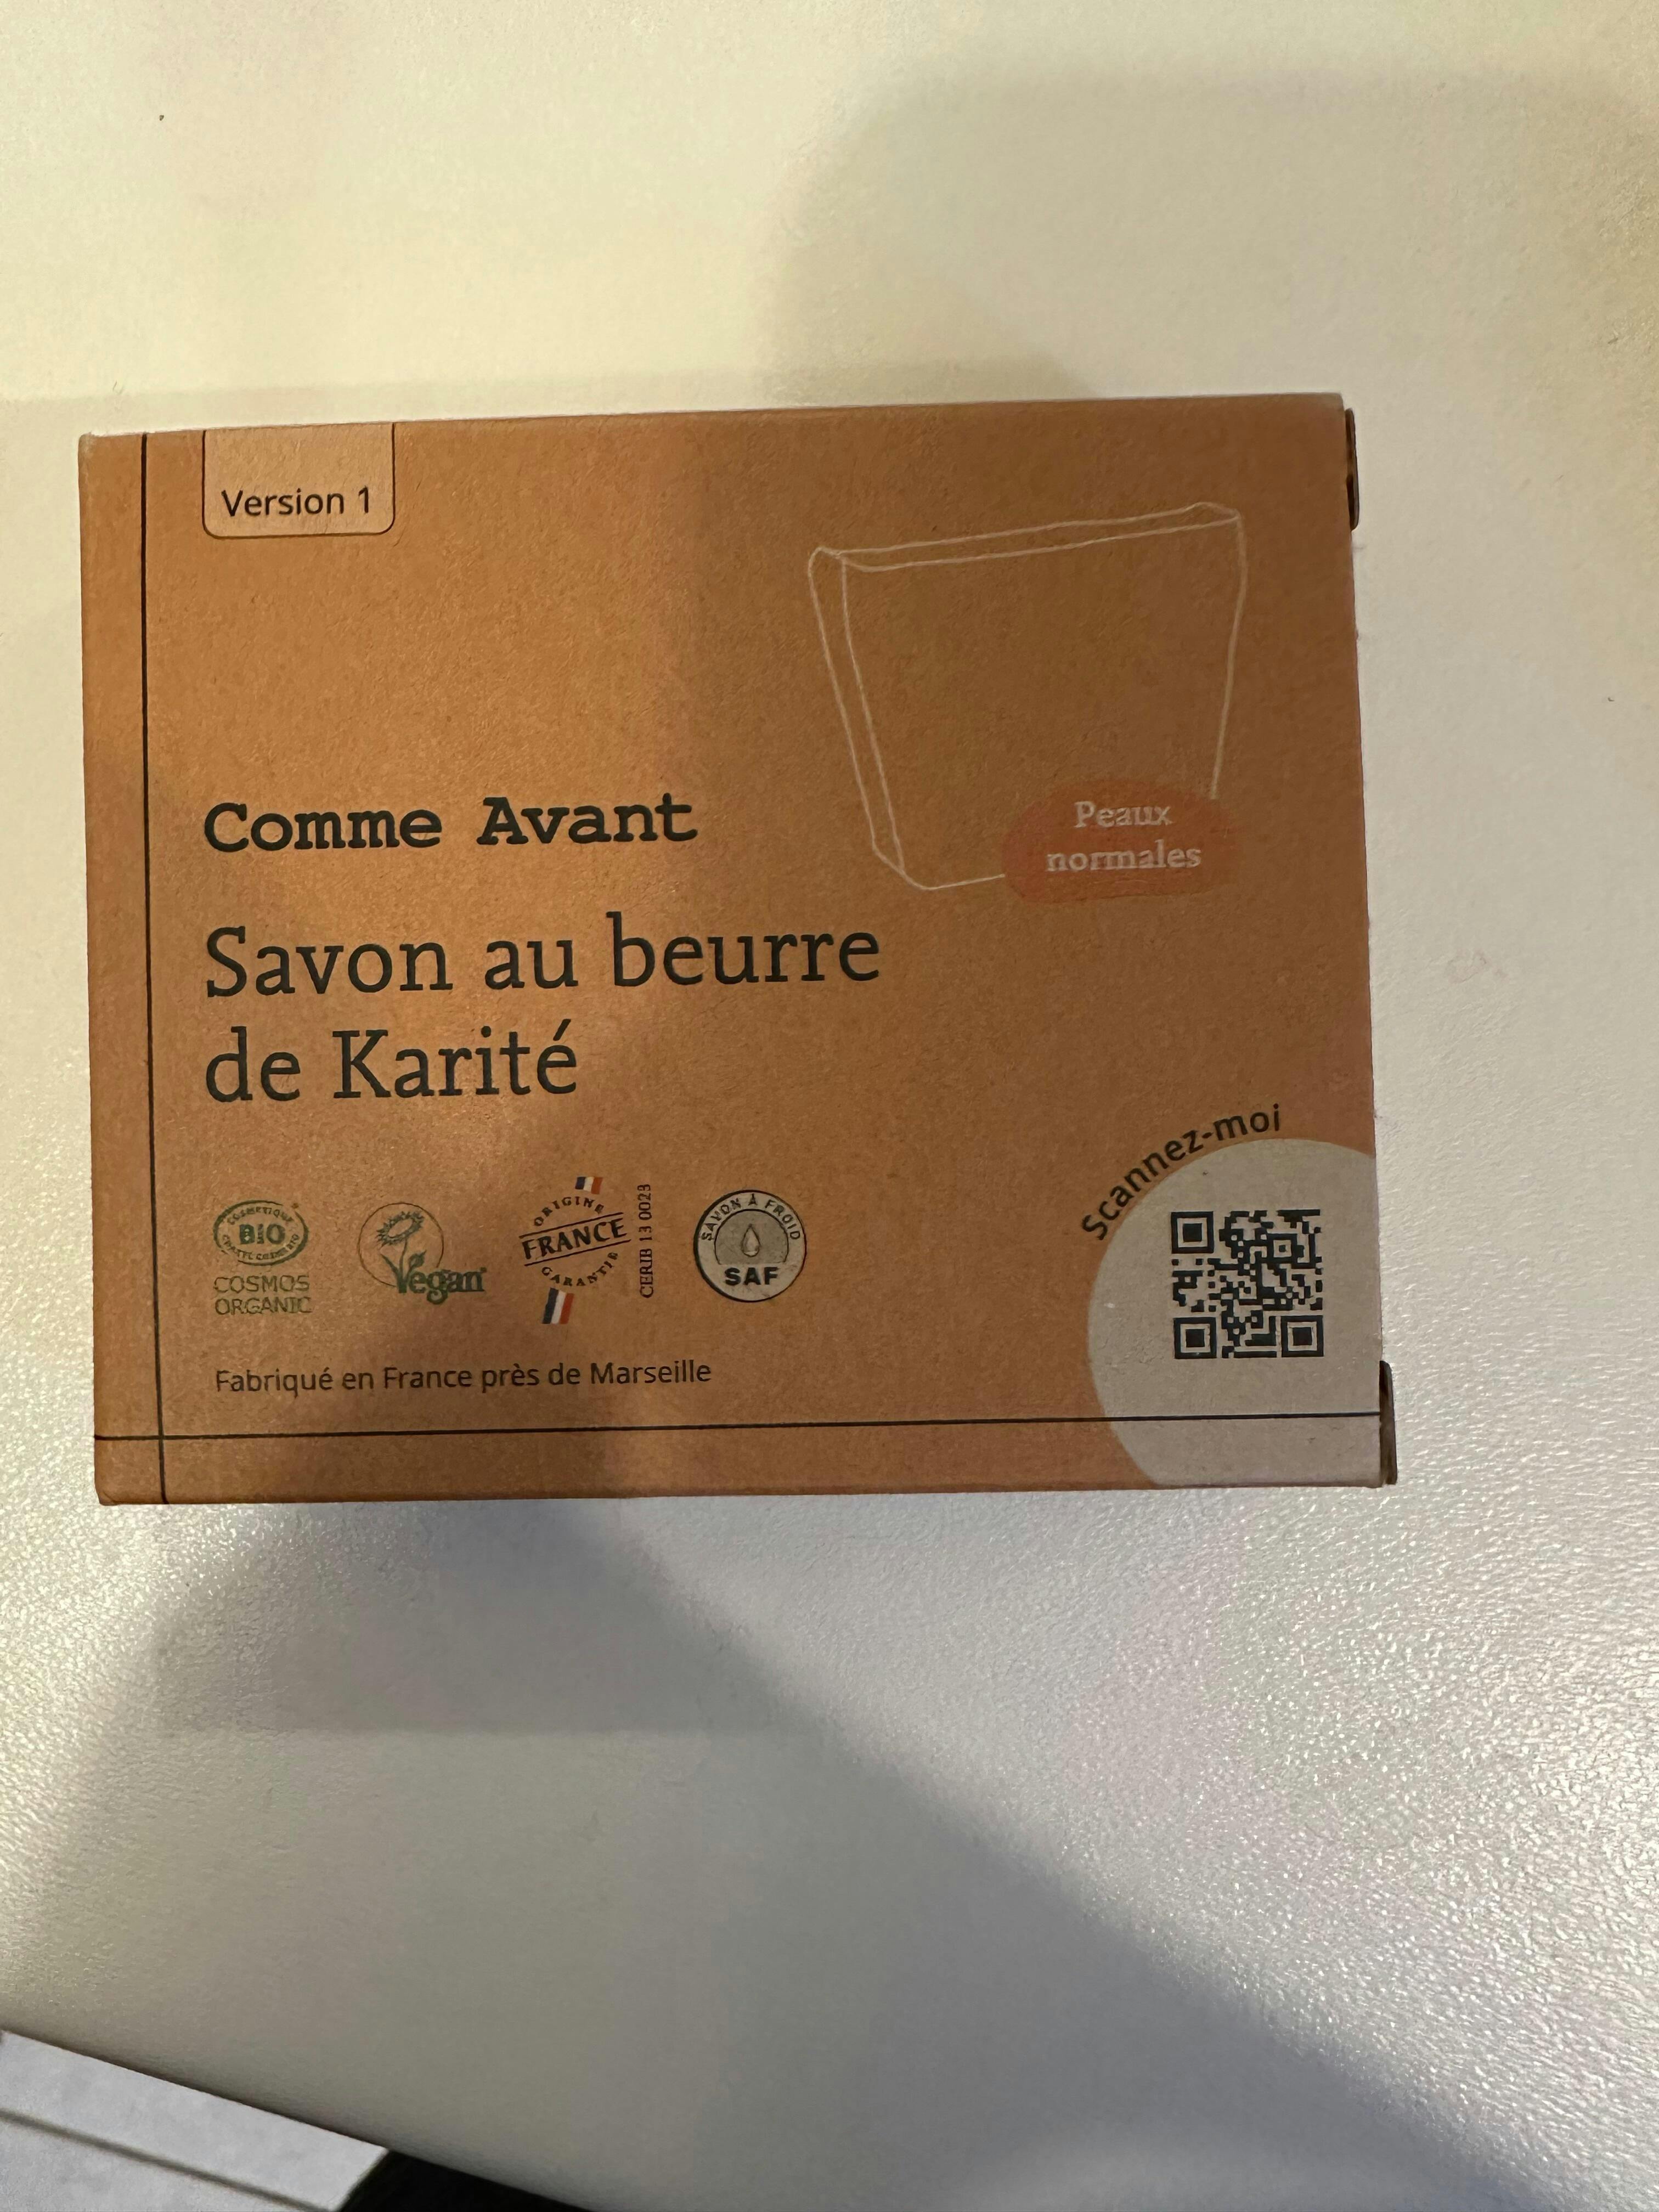 Version 1
Peaux
normales
Comme Avant
Savon au beurre
de Karité
Scannez-moi
COSMETIQUE
BIO
COSMOS
ORGANIC
Vegan
ORIGINE
FRANCE
GARANTIE
CERIB 13 0023
SAVON À FROID
SAF
Fabriqué en France près de Marseille